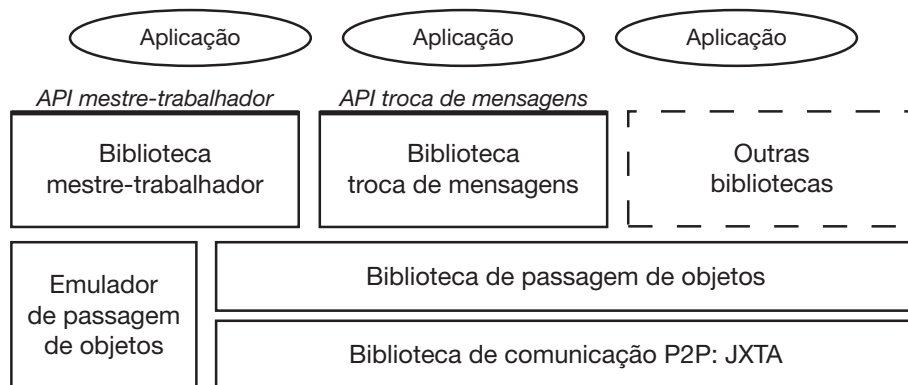 Aplicação
Aplicação
Aplicação
API mestre-trabalhador
API troca de mensagens
Biblioteca
mestre-trabalhador
Biblioteca
troca de mensagens
Outras
bibliotecas
Emulador
de passagem
de objetos
Biblioteca de passagem de objetos
Biblioteca de comunicação P2P: JXTA